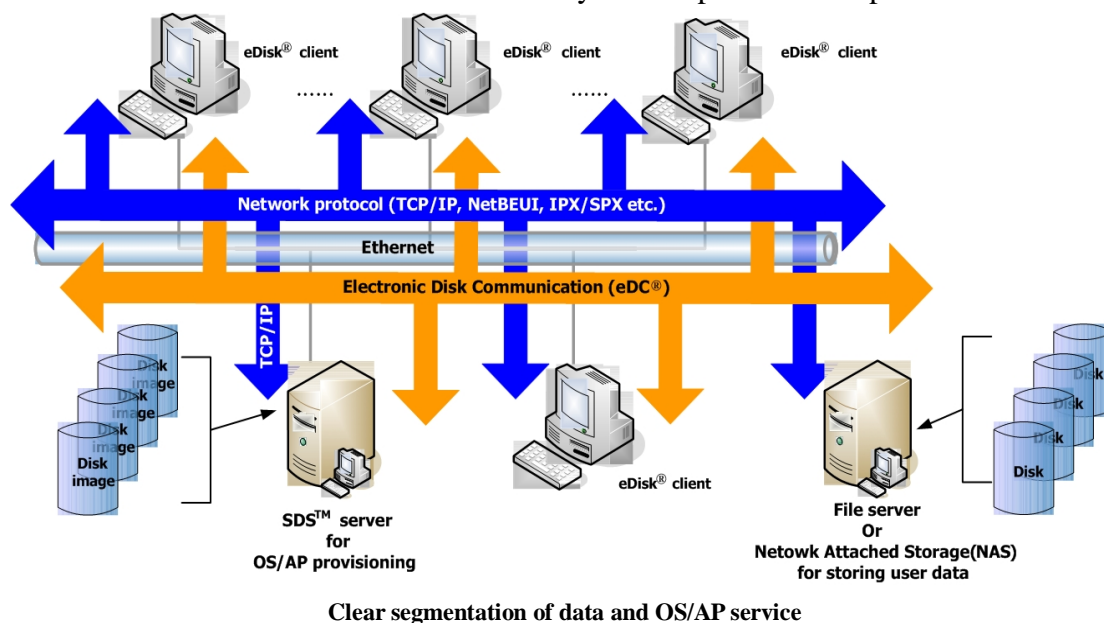 eDisk® client
eDisk® client
eDisk® client
......
......
Network protocol (TCP/IP, NetBEUI, IPX/SPX etc.)
Ethernet
Electronic Disk Communication (eDC®)
TCP/IP
Disk
image
Disk
image
Disk
image
Disk
image
Disk
Disk
Disk
Disk
SDS™ server
for
OS/AP provisioning
eDisk® client
File server
Or
Netowk Attached Storage(NAS)
for storing user data
Clear segmentation of data and OS/AP service